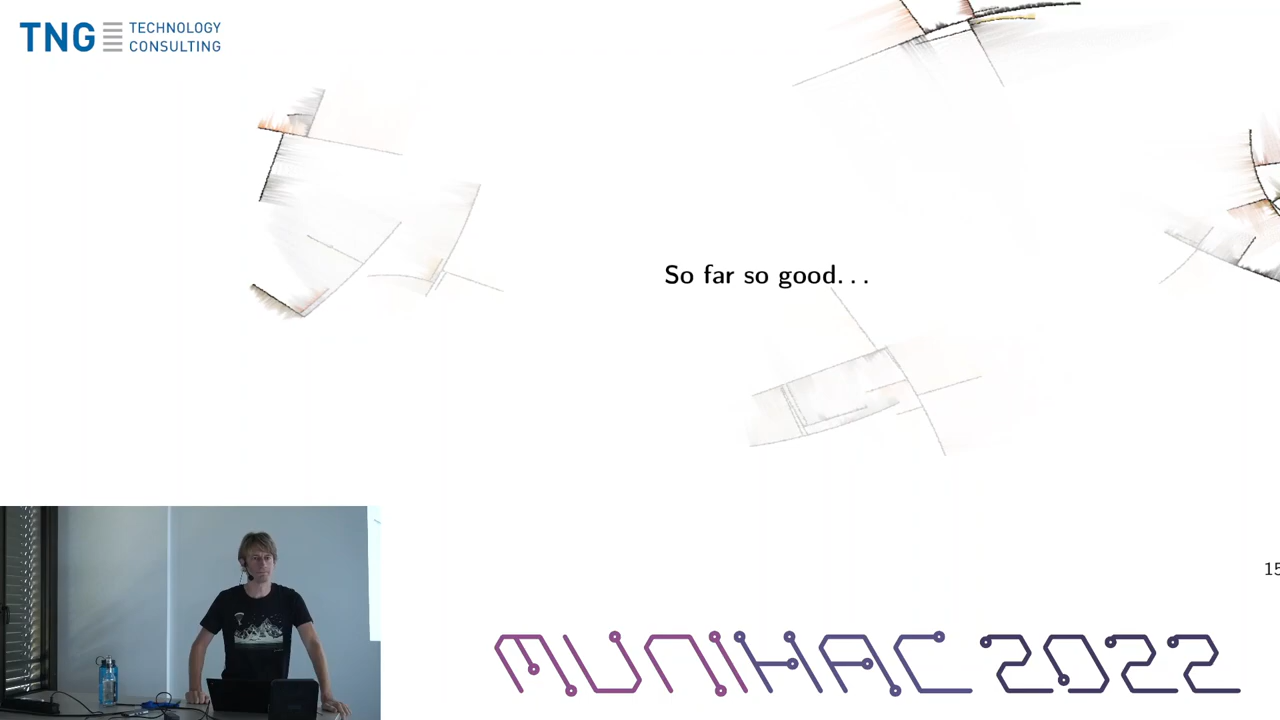 TNG TECHNOLOGY
CONSULTING
So far so good...
15
MUNIHAC 2022